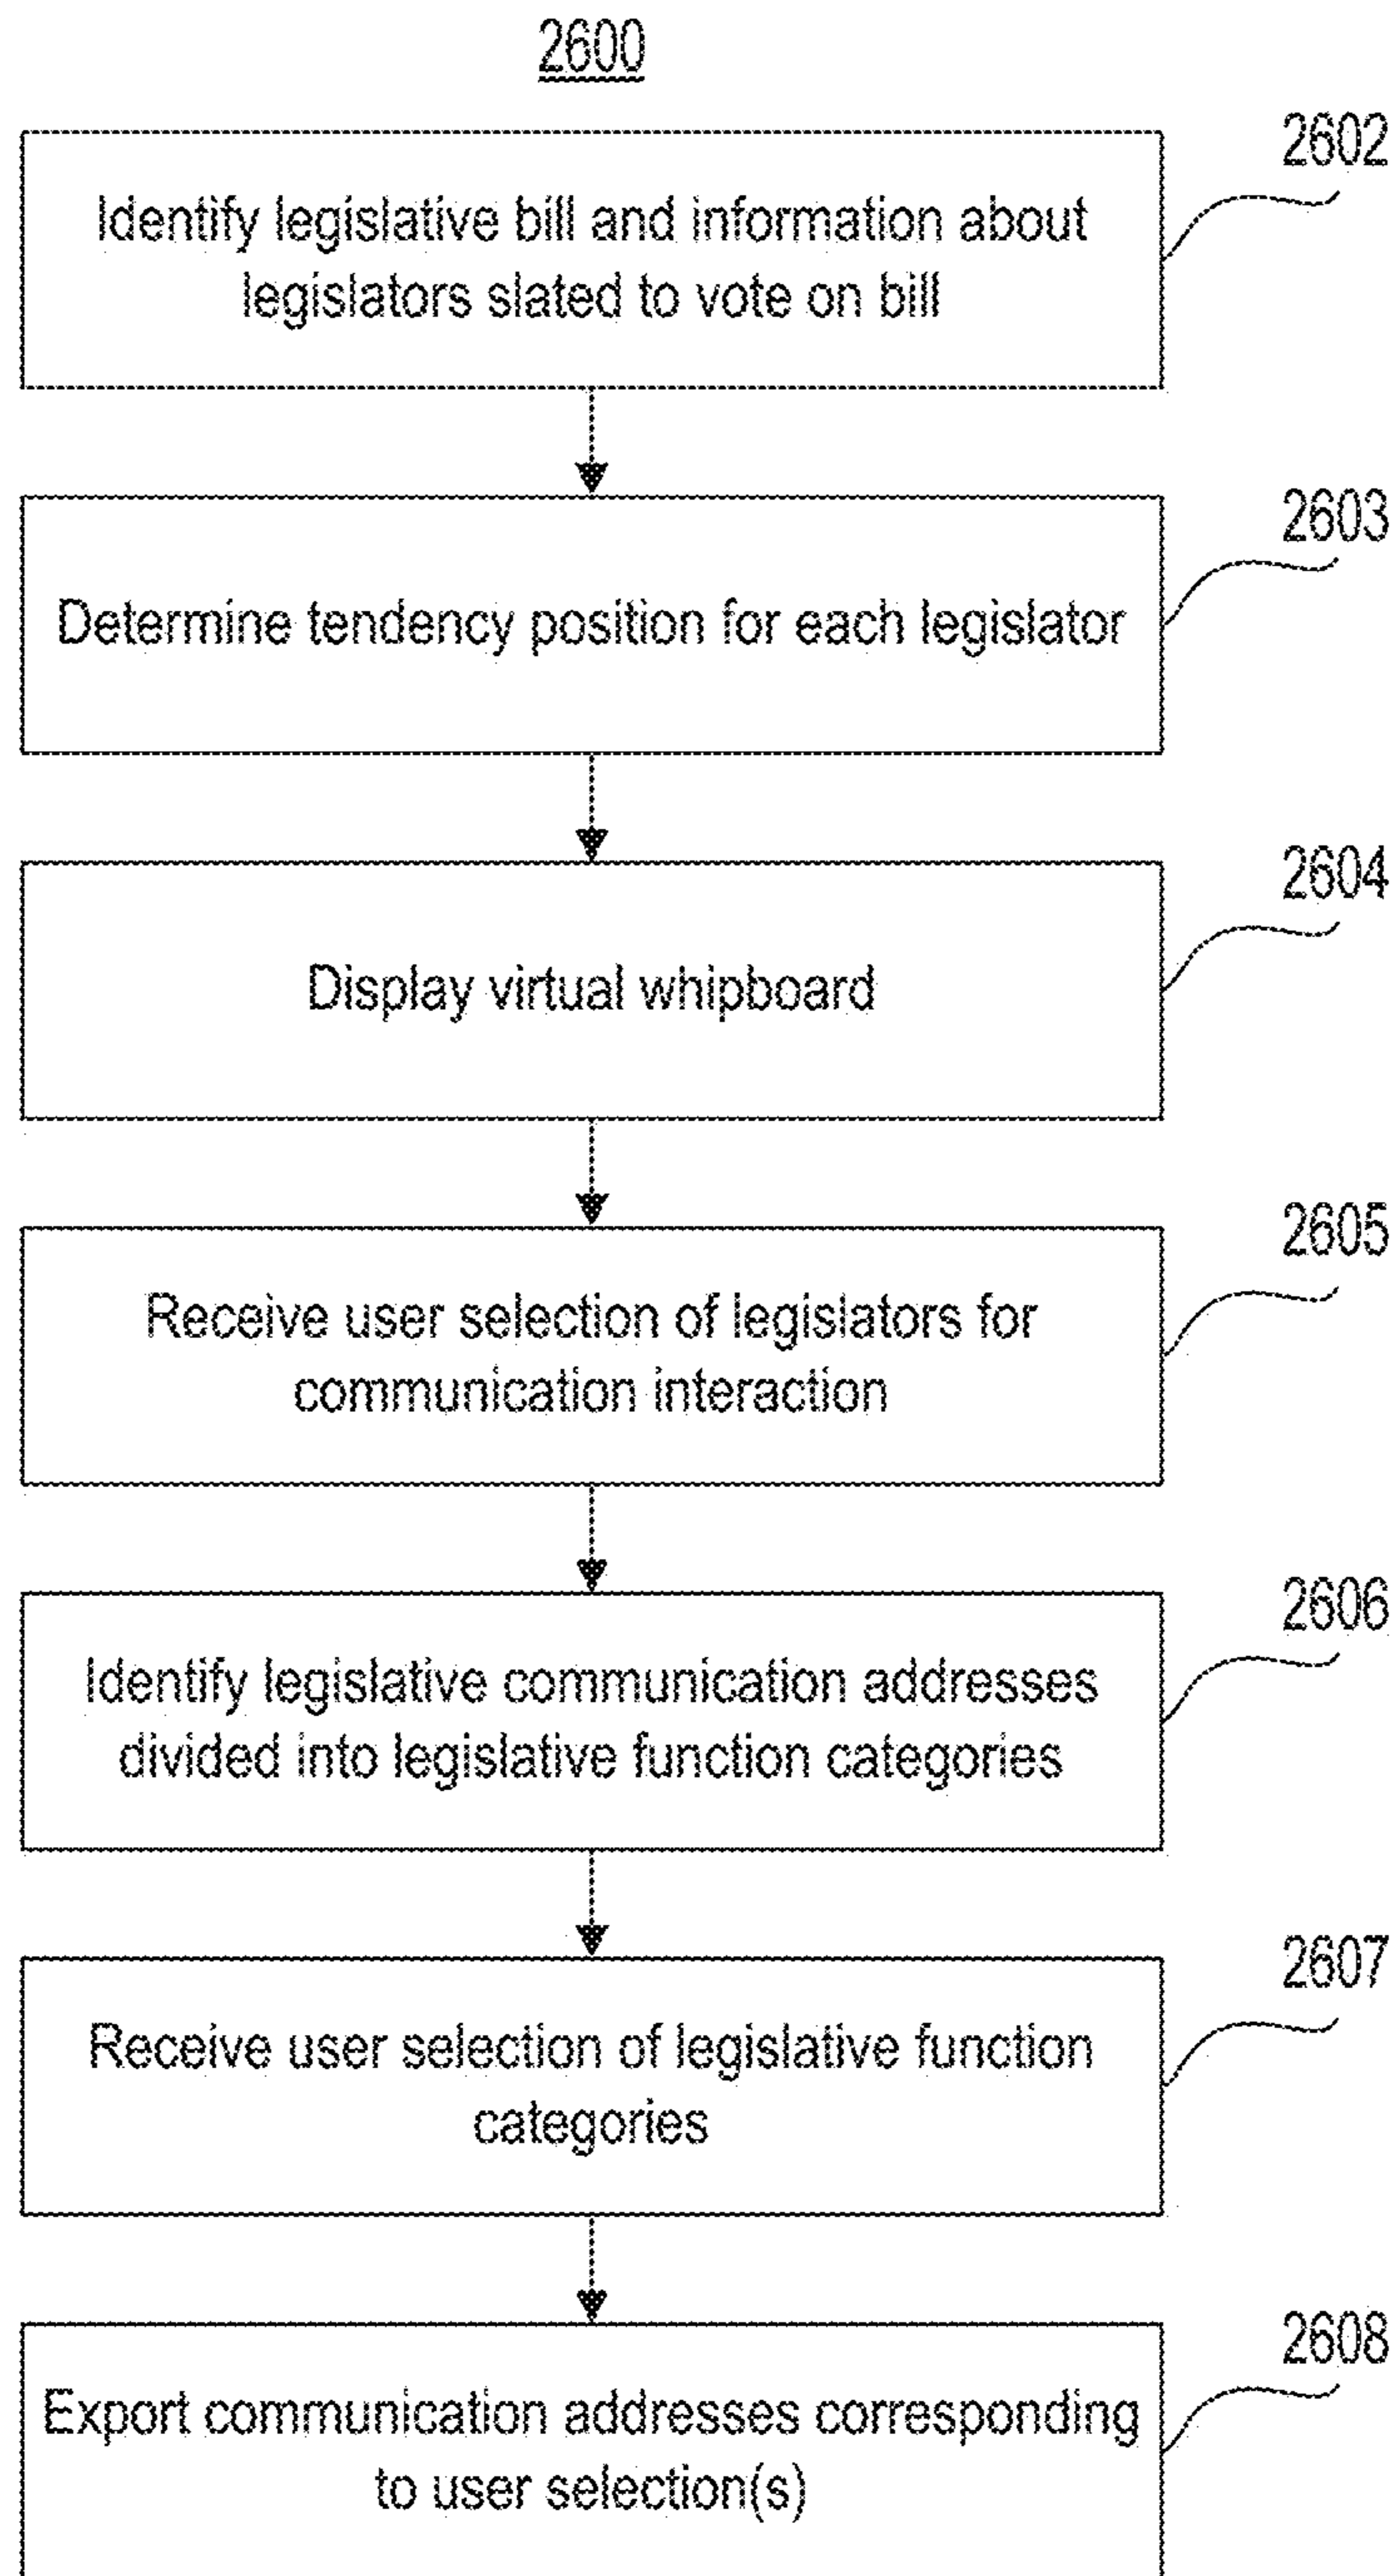 2600
2602
Identify legislative bill and information about
legislators slated to vote on bill
2603
Determine tendency position for each legislator
2604
Display virtual whipboard
2605
Receive user selection of legislators for
communication interaction
2606
Identify legislative communication addresses
divided into legislative function categories
2607
Receive user selection of legislative function
categories
2608
Export communication addresses corresponding
to user selection(s)